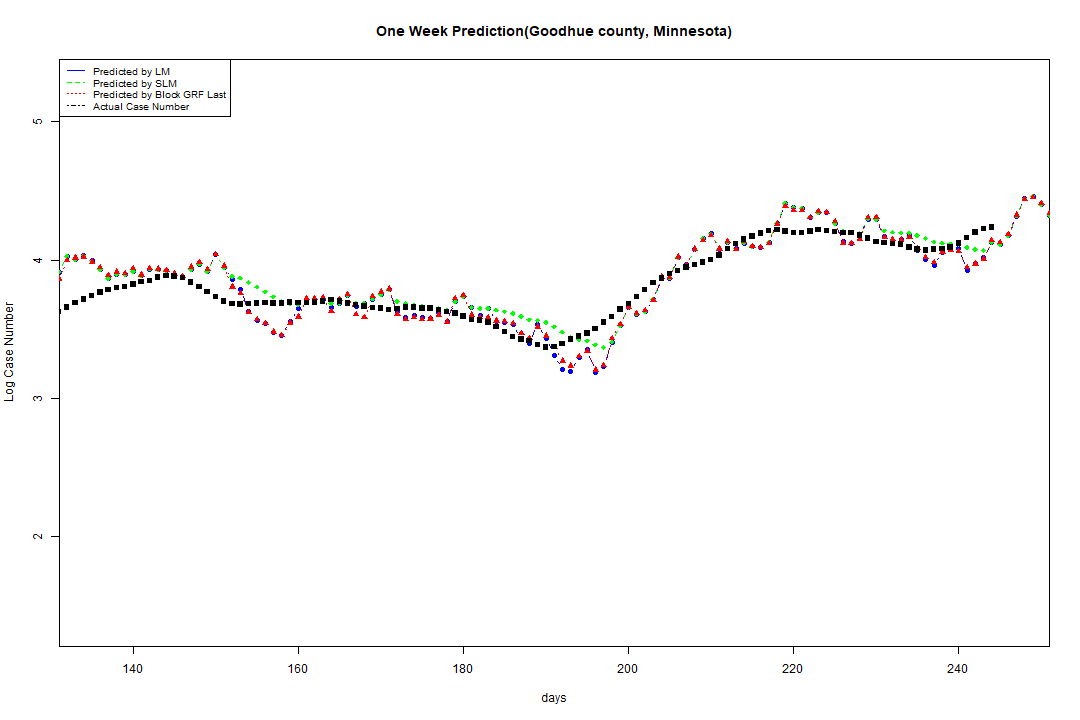 One Week Prediction(Goodhue county, Minnesota)
Predicted by LM
Predicted by SLM
Predicted by Block GRF Last
Actual Case Number
5
4
3
2
Log Case Number
140 160 180 200 220 240
days